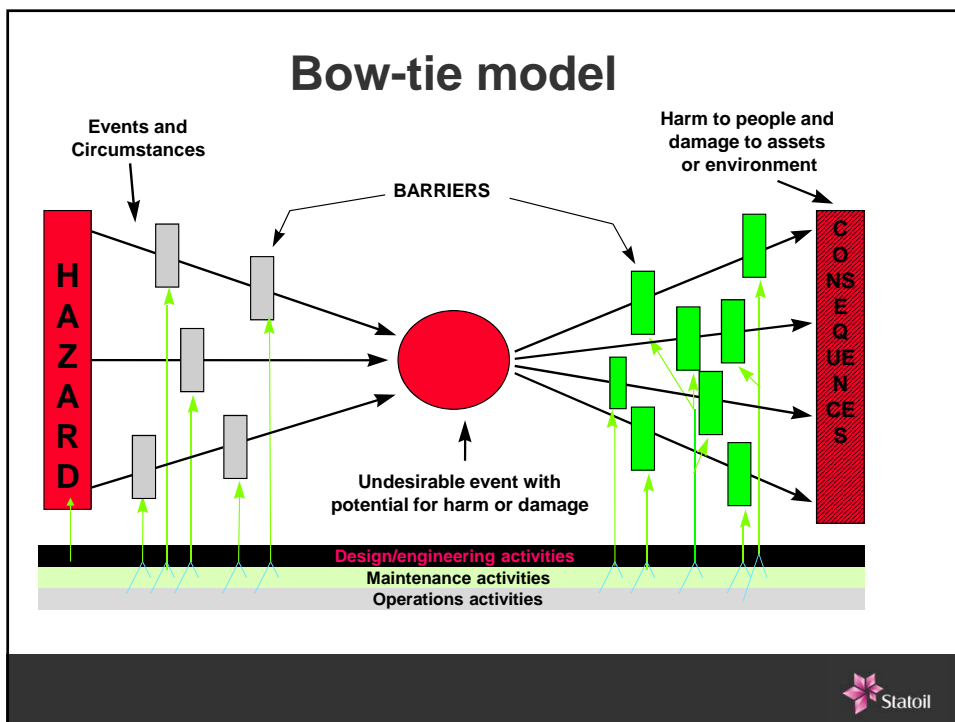 Bow-tie model
Events and
Circumstances
Harm to people and
damage to assets
or environment
BARRIERS
H
A
Z
A
R
D
C
O
NS
E
Q
UE
N
CE
S
Undesirable event with
potential for harm or damage
Design/engineering activities
Maintenance activities
Operations activities
Statoil